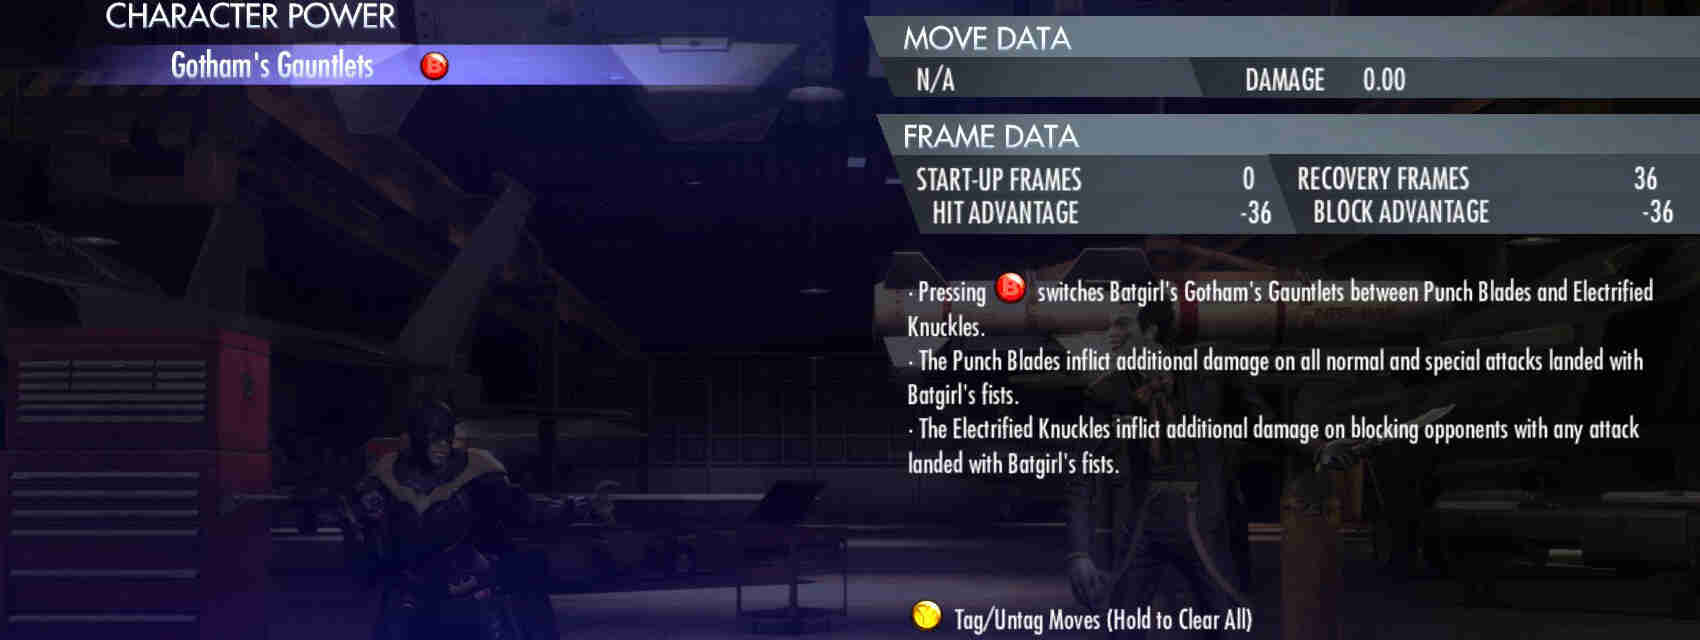 CHARACTER POWER
Gotham's Gauntlets B
MOVE DATA
N/A DAMAGE 0.00
FRAME DATA
START-UP FRAMES 0 RECOVERY FRAMES 36
HIT ADVANTAGE -36 BLOCK ADVANTAGE -36
· Pressing B switches Batgirl's Gotham's Gauntlets between Punch Blades and Electrified
Knuckles.
· The Punch Blades inflict additional damage on all normal and special attacks landed with
Batgirl's fists.
· The Electrified Knuckles inflict additional damage on blocking opponents with any attack
landed with Batgirl's fists.
Y Tag/Untag Moves (Hold to Clear All)